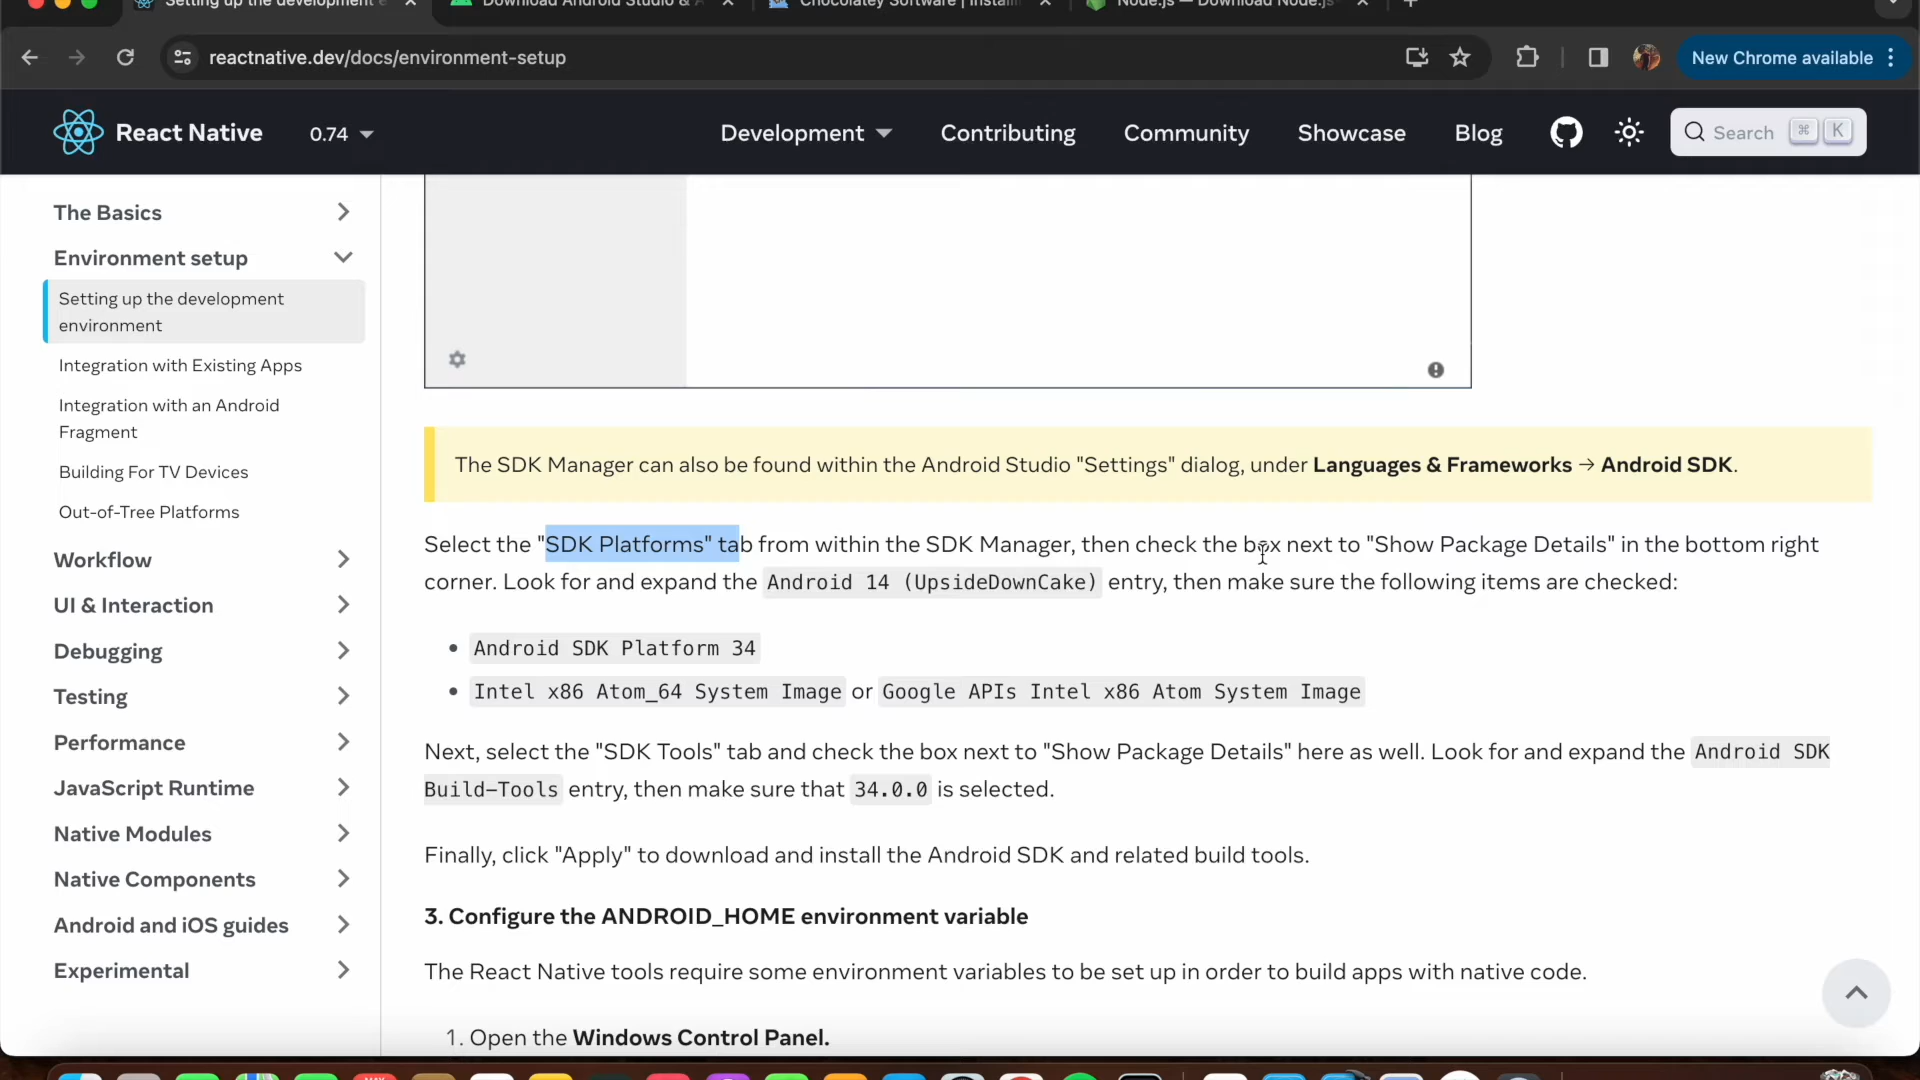 Setting up the development e
Download Android Studio & A
Chocolatey Software | Install
Node.js — Download Node.js
reactnative.dev/docs/environment-setup
New Chrome available
React Native
0.74
Development
Contributing
Community
Showcase
Blog
Search ⌘ K
The Basics
Environment setup
Setting up the development
environment
Integration with Existing Apps
Integration with an Android
Fragment
Building For TV Devices
Out-of-Tree Platforms
Workflow
UI & Interaction
Debugging
Testing
Performance
JavaScript Runtime
Native Modules
Native Components
Android and iOS guides
Experimental
The SDK Manager can also be found within the Android Studio "Settings" dialog, under Languages & Frameworks → Android SDK.
Select the "SDK Platforms" tab from within the SDK Manager, then check the box next to "Show Package Details" in the bottom right
corner. Look for and expand the Android 14 (UpsideDownCake) entry, then make sure the following items are checked:
• Android SDK Platform 34
• Intel x86 Atom_64 System Image or Google APIs Intel x86 Atom System Image
Next, select the "SDK Tools" tab and check the box next to "Show Package Details" here as well. Look for and expand the Android SDK
Build-Tools entry, then make sure that 34.0.0 is selected.
Finally, click "Apply" to download and install the Android SDK and related build tools.
3. Configure the ANDROID_HOME environment variable
The React Native tools require some environment variables to be set up in order to build apps with native code.
1. Open the Windows Control Panel.